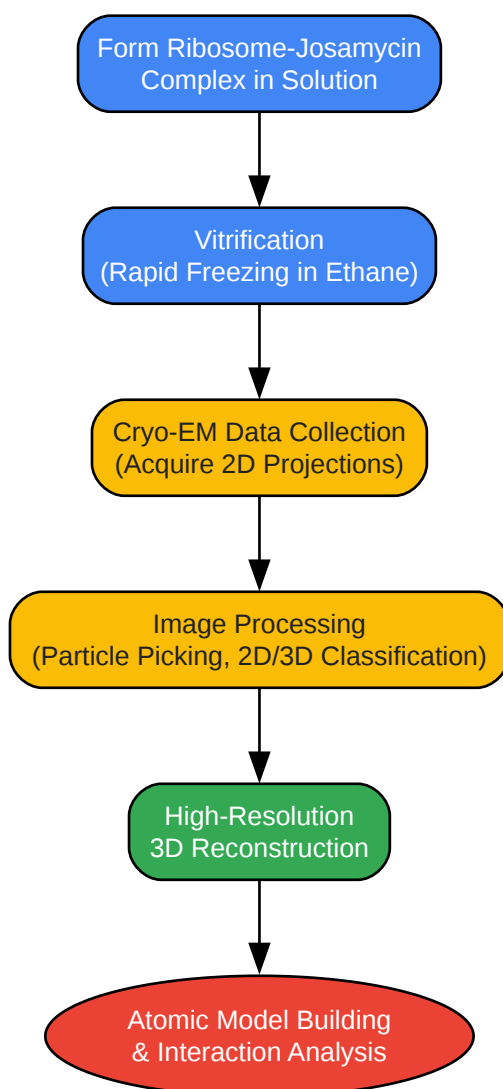 Form Ribosome-Josamycin
Complex in Solution
Vitrification
(Rapid Freezing in Ethane)
Cryo-EM Data Collection
(Acquire 2D Projections)
Image Processing
(Particle Picking, 2D/3D Classification)
High-Resolution
3D Reconstruction
Atomic Model Building
& Interaction Analysis